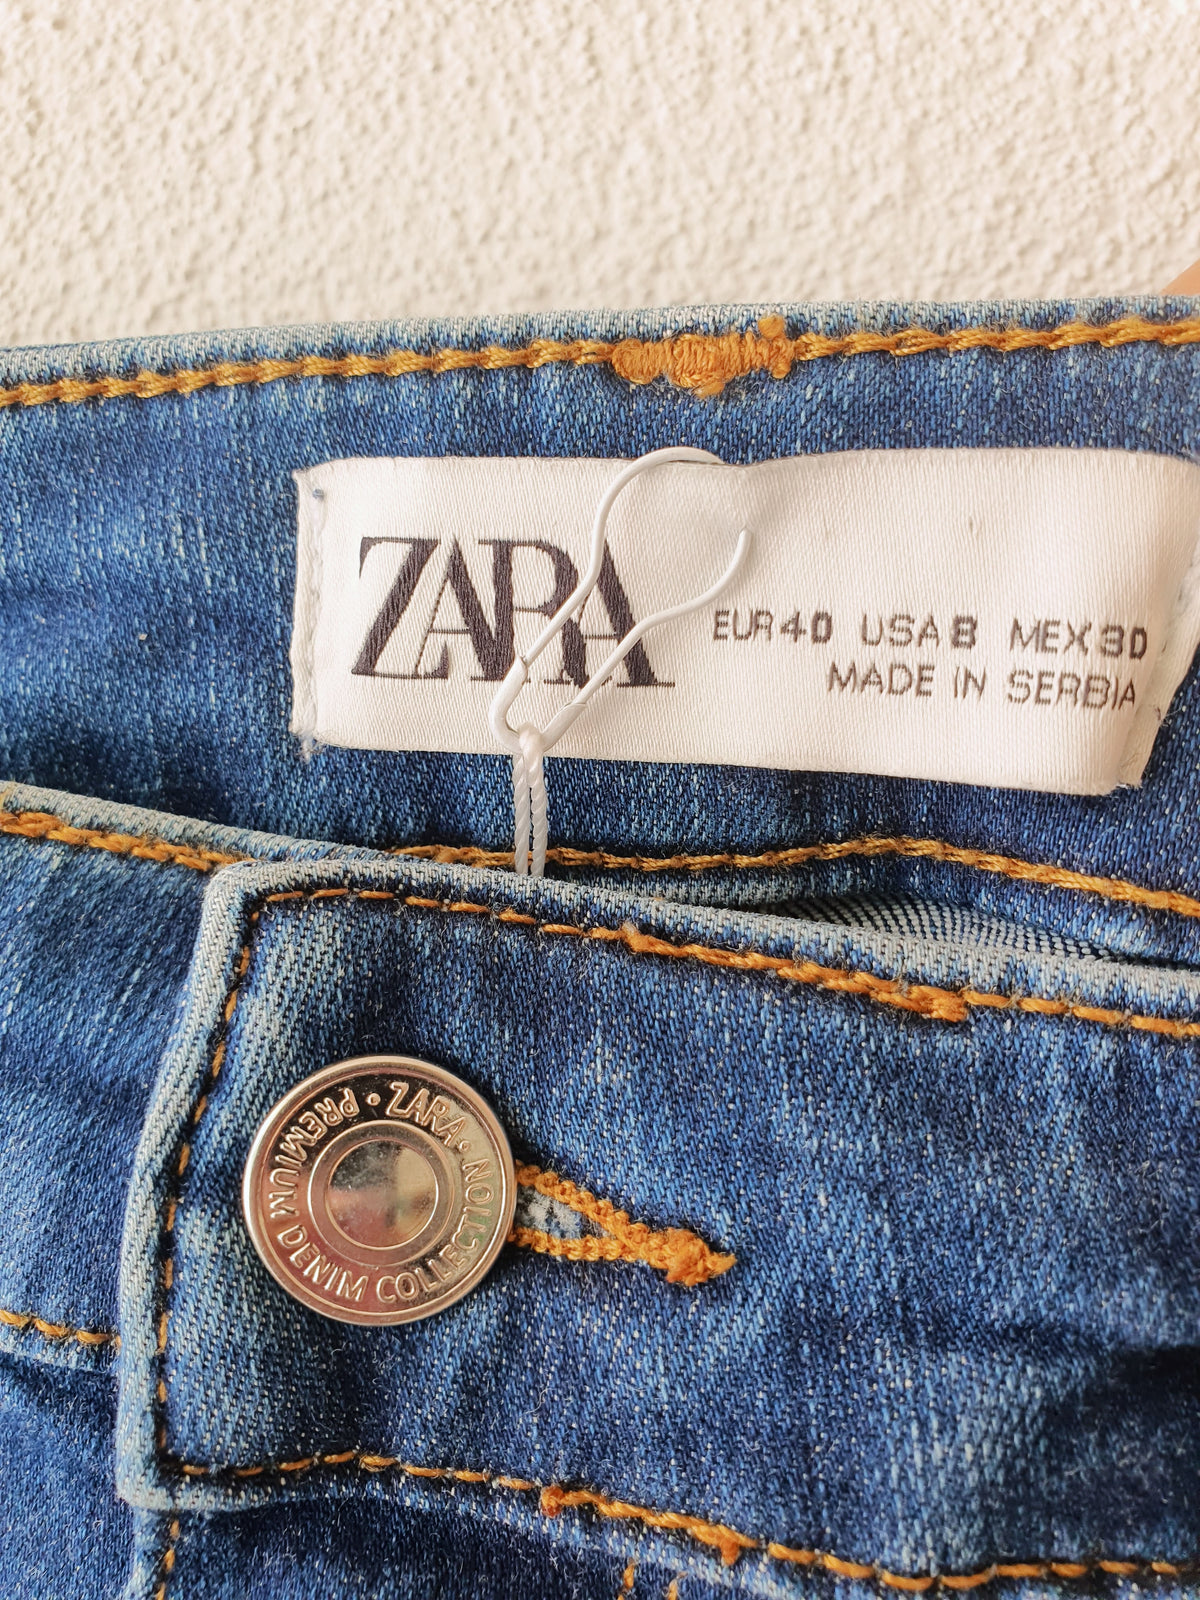 ZARA
EUR 40 USA 8 MEX 30
MADE IN SERBIA
ZARA • PREMIUM DENIM COLLECTION •